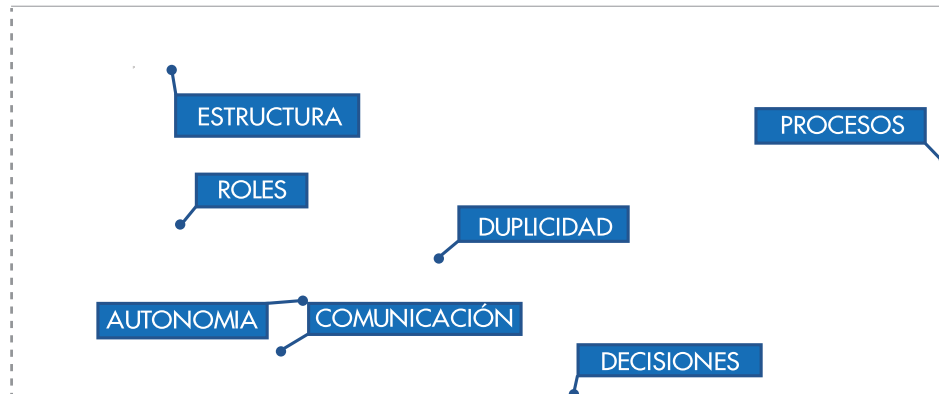 ESTRUCTURA
PROCESOS
ROLES
DUPLICIDAD
AUTONOMIA
COMUNICACIÓN
DECISIONES